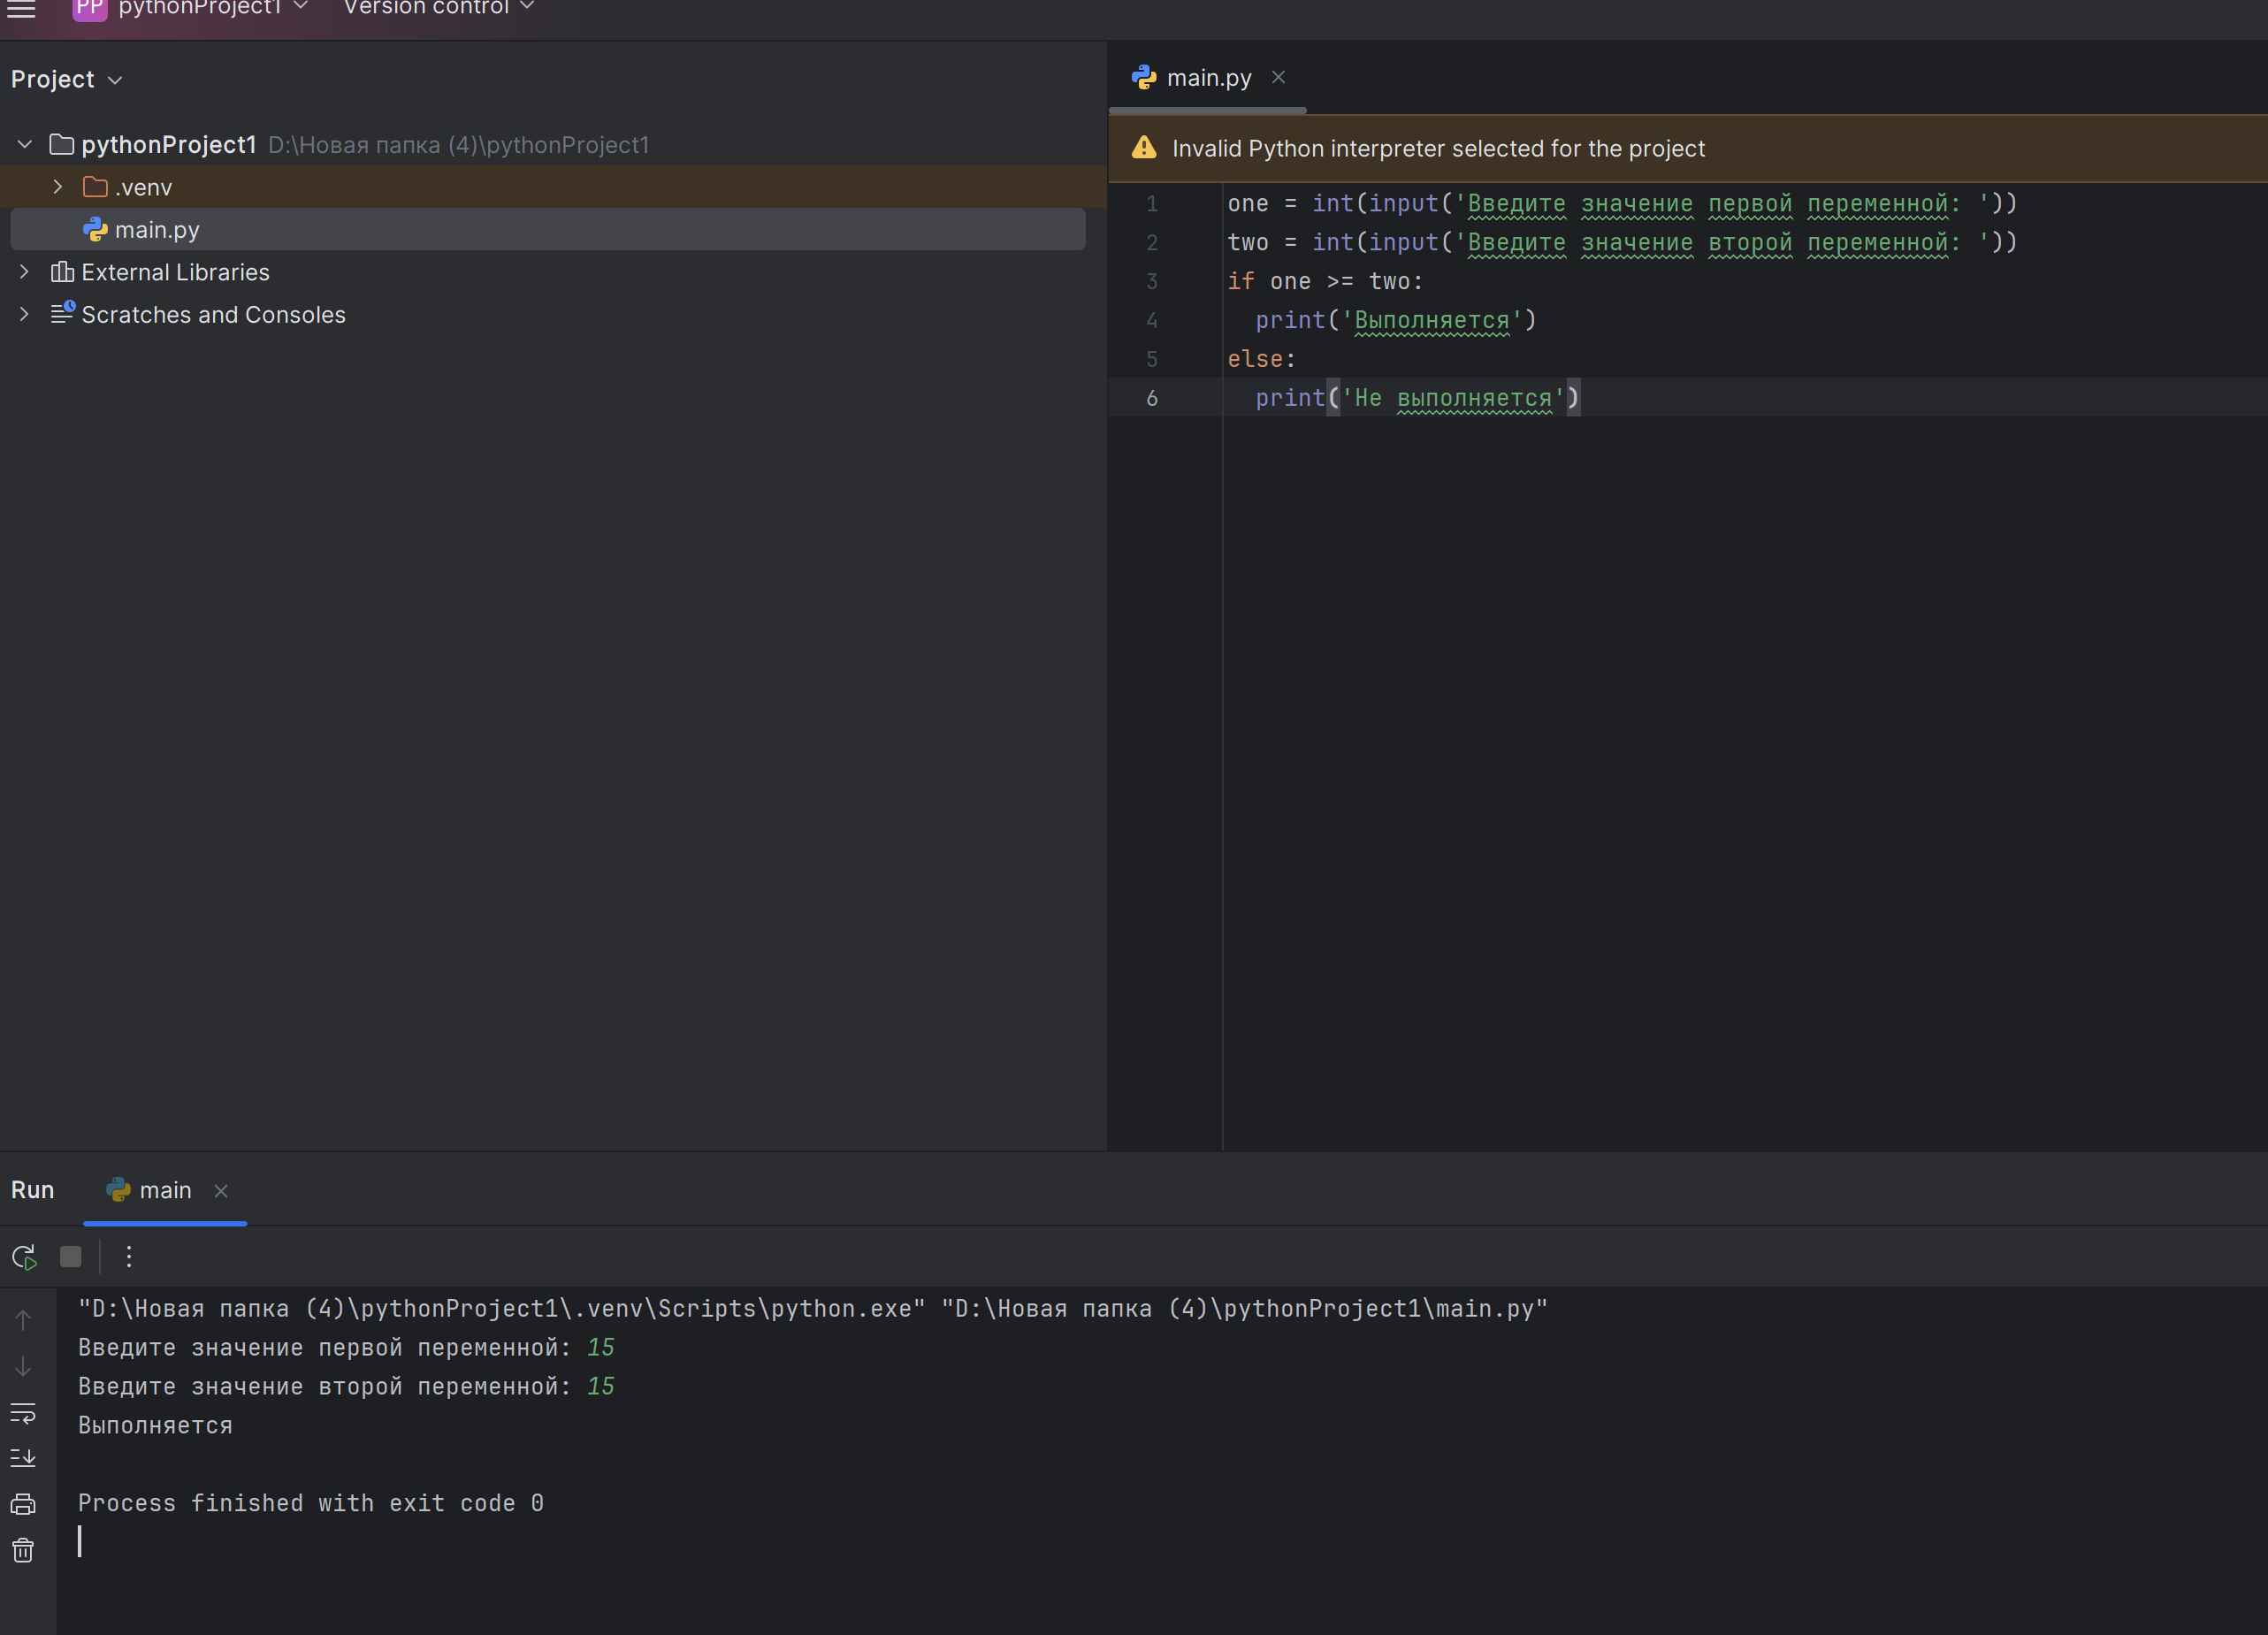 PP pythonProject1 Version control
Project
main.py
pythonProject1 D:\Новая папка (4)\pythonProject1
Invalid Python interpreter selected for the project
.venv
main.py
External Libraries
Scratches and Consoles
1 one = int(input('Введите значение первой переменной: '))
2 two = int(input('Введите значение второй переменной: '))
3 if one >= two:
4 print('Выполняется')
5 else:
6 print('Не выполняется')
Run main
"D:\Новая папка (4)\pythonProject1\.venv\Scripts\python.exe" "D:\Новая папка (4)\pythonProject1\main.py"
Введите значение первой переменной: 15
Введите значение второй переменной: 15
Выполняется
Process finished with exit code 0